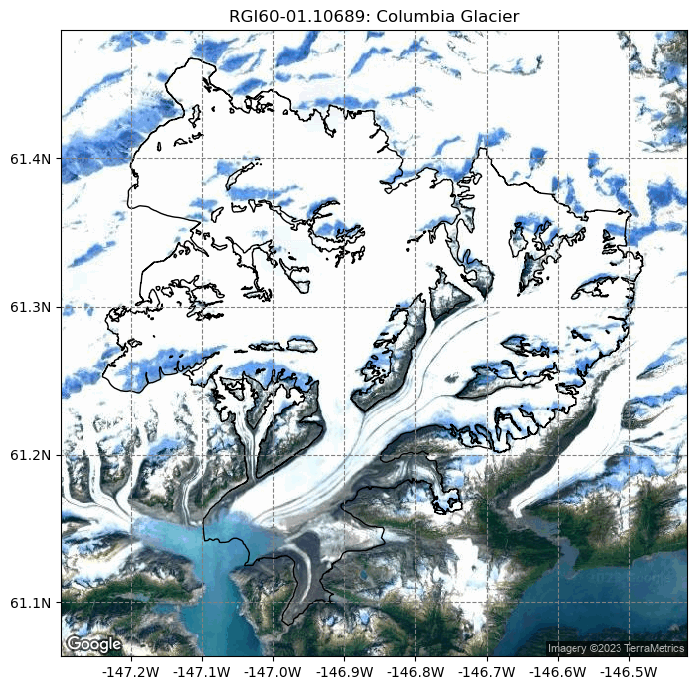 RGI60-01.10689: Columbia Glacier
61.4N
61.3N
61.2N
61.1N
Google
Imagery ©2023 TerraMetrics
-147.2W -147.1W -147.0W -146.9W -146.8W -146.7W -146.6W -146.5W